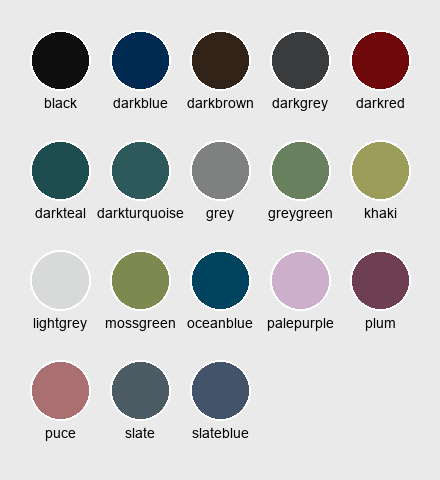 black darkblue darkbrown darkgrey darkred
darkteal darkturquoise grey greygreen khaki
lightgrey mossgreen oceanblue palepurple plum
puce slate slateblue